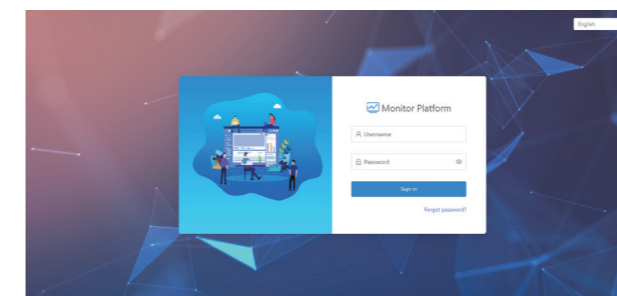 English
Monitor Platform
Username
Password
Sign in
Forgot password?